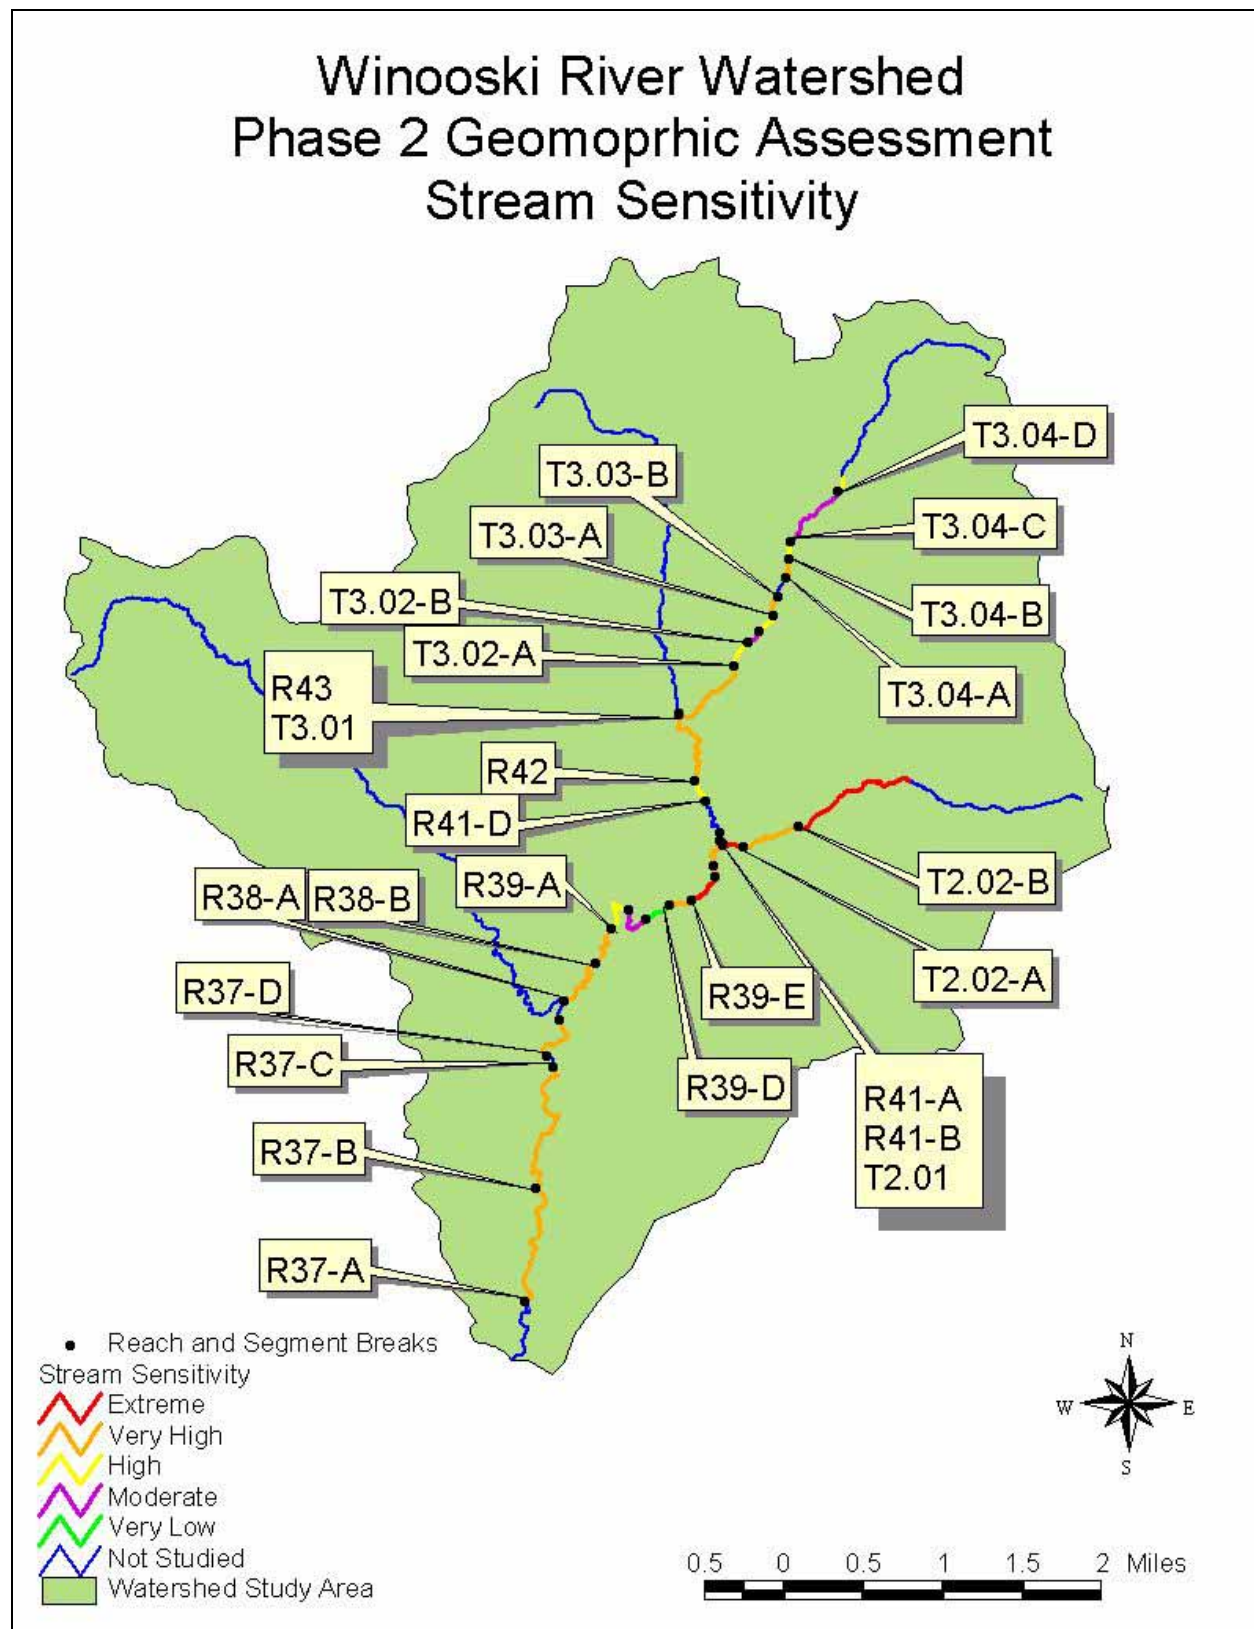 Winooski River Watershed
Phase 2 Geomoprhic Assessment
Stream Sensitivity
T3.04-D
T3.03-B
T3.04-C
T3.03-A
T3.02-B
T3.04-B
T3.02-A
T3.04-A
R43
T3.01
R42
R41-D
R39-A
T2.02-B
R38-A
R38-B
T2.02-A
R37-D
R39-E
R37-C
R39-D
R41-A
R41-B
T2.01
R37-B
R37-A
Reach and Segment Breaks
Stream Sensitivity
Extreme
Very High
High
Moderate
Very Low
Not Studied
Watershed Study Area
N
W
E
S
0.5 0 0.5 1 1.5 2 Miles